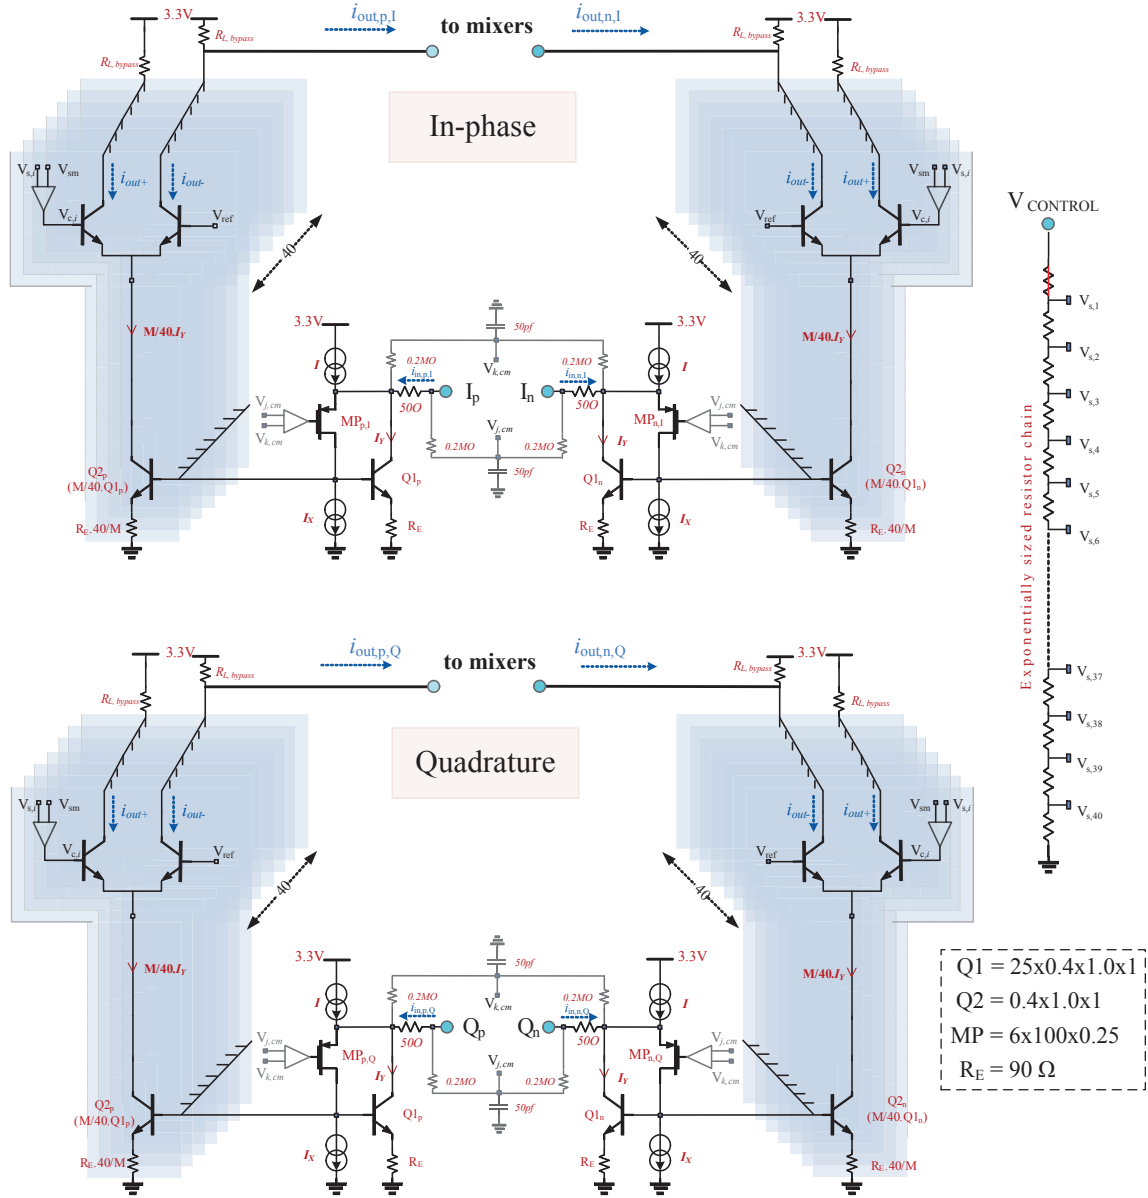 i_out,p,I
to mixers
i_out,n,I
3.3V
R_L, bypass
R_L, bypass
R_L, bypass
3.3V
R_L, bypass
In-phase
V_s,i
V_sm
i_out+
i_out-
V_c,i
V_ref
40
40
i_out-
i_out+
V_sm
V_s,i
V_ref
V_c,i
M/40.I_Y
3.3V
I
0.2MO
50pf
V_k,cm
0.2MO
3.3V
I
M/40.I_Y
i_in,p,I
50O
I_p
I_n
i_in,n,I
50O
V_j,cm
V_k,cm
MP_p,I
I_Y
0.2MO
V_j,cm
0.2MO
I_Y
MP_n,I
V_j,cm
V_k,cm
50pf
Q2_p
(M/40.Q1_p)
Q1_p
Q1_n
Q2_n
(M/40.Q1_n)
R_E.40/M
I_X
R_E
R_E
I_X
R_E.40/M
V_CONTROL
V_s,1
V_s,2
V_s,3
V_s,4
V_s,5
V_s,6
V_s,37
V_s,38
V_s,39
V_s,40
Exponentially sized resistor chain
i_out,p,Q
to mixers
i_out,n,Q
3.3V
R_L, bypass
R_L, bypass
R_L, bypass
3.3V
R_L, bypass
Quadrature
V_s,i
V_sm
i_out+
i_out-
V_c,i
V_ref
40
40
i_out-
i_out+
V_sm
V_s,i
V_ref
V_c,i
M/40.I_Y
3.3V
I
0.2MO
50pf
V_k,cm
0.2MO
3.3V
I
M/40.I_Y
i_in,p,Q
50O
Q_p
Q_n
i_in,n,Q
50O
V_j,cm
V_k,cm
MP_p,Q
I_Y
0.2MO
V_j,cm
0.2MO
I_Y
MP_n,Q
V_j,cm
V_k,cm
50pf
Q2_p
(M/40.Q1_p)
Q1_p
Q1_n
Q2_n
(M/40.Q1_n)
R_E.40/M
I_X
R_E
R_E
I_X
R_E.40/M
Q1 = 25x0.4x1.0x1
Q2 = 0.4x1.0x1
MP = 6x100x0.25
R_E = 90 Ω